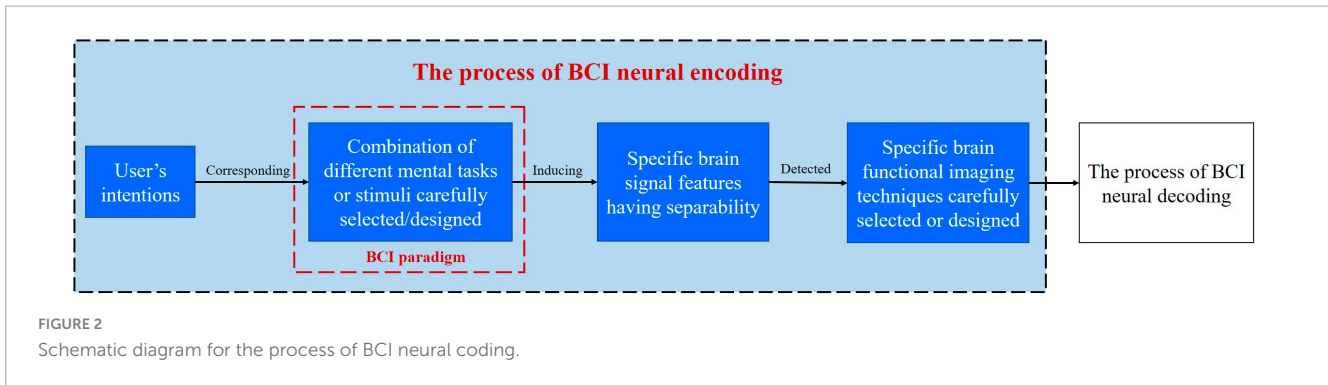 The process of BCI neural encoding
User's
intentions
Corresponding
Combination of
different mental tasks
or stimuli carefully
selected/designed
BCI paradigm
Inducing
Specific brain
signal features
having separability
Detected
Specific brain
functional imaging
techniques carefully
selected or designed
The process of BCI
neural decoding
FIGURE 2
Schematic diagram for the process of BCI neural coding.